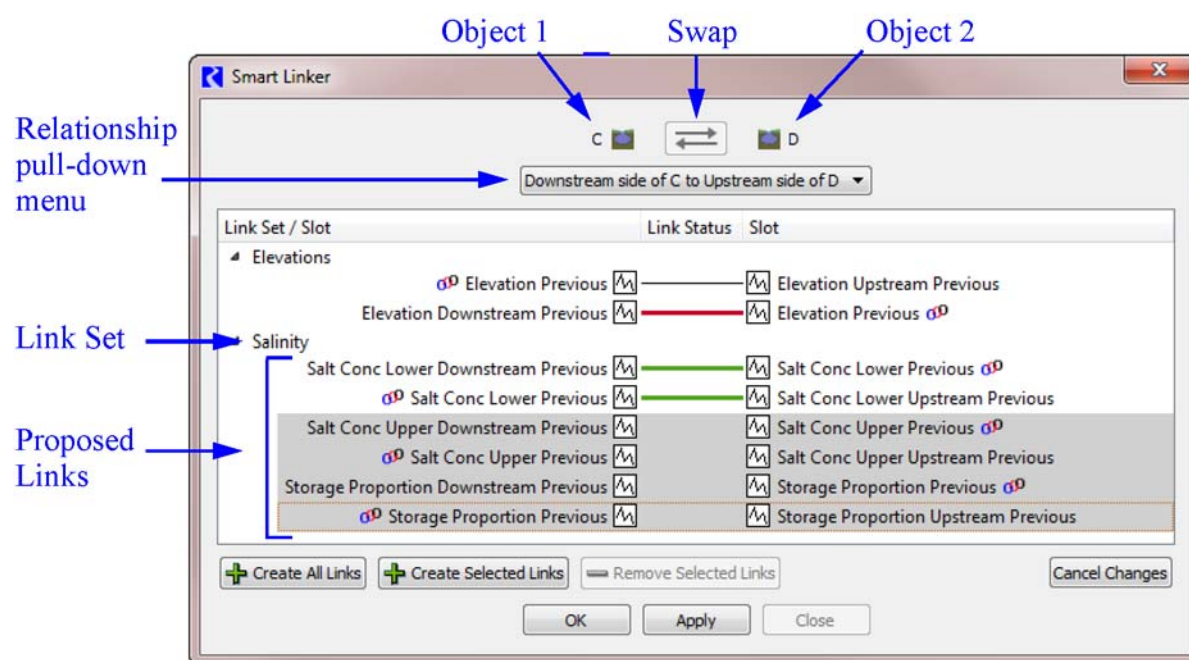 Object 1 Swap Object 2
Smart Linker
C D
Relationship
pull-down
menu
Downstream side of C to Upstream side of D
Link Set / Slot Link Status Slot
Elevations
Elevation Previous Elevation Upstream Previous
Elevation Downstream Previous Elevation Previous
Link Set
Salinity
Salt Conc Lower Downstream Previous Salt Conc Lower Previous
Salt Conc Lower Previous Salt Conc Lower Upstream Previous
Salt Conc Upper Downstream Previous Salt Conc Upper Previous
Proposed
Links
Salt Conc Upper Previous Salt Conc Upper Upstream Previous
Storage Proportion Downstream Previous Storage Proportion Previous
Storage Proportion Previous Storage Proportion Upstream Previous
Create All Links Create Selected Links Remove Selected Links Cancel Changes
OK Apply Close